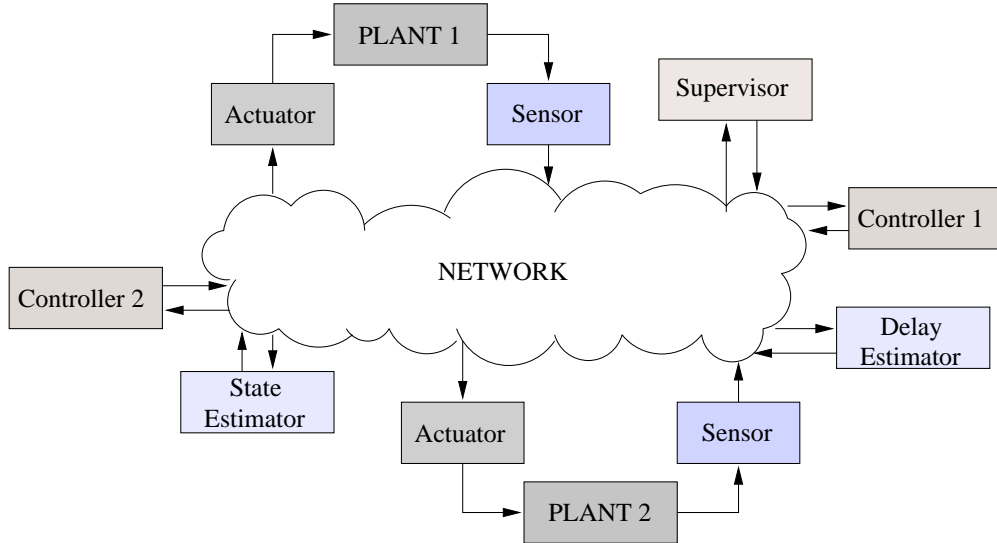 PLANT 1
Actuator
Sensor
Supervisor
Controller 1
NETWORK
Controller 2
Delay
Estimator
State
Estimator
Actuator
Sensor
PLANT 2